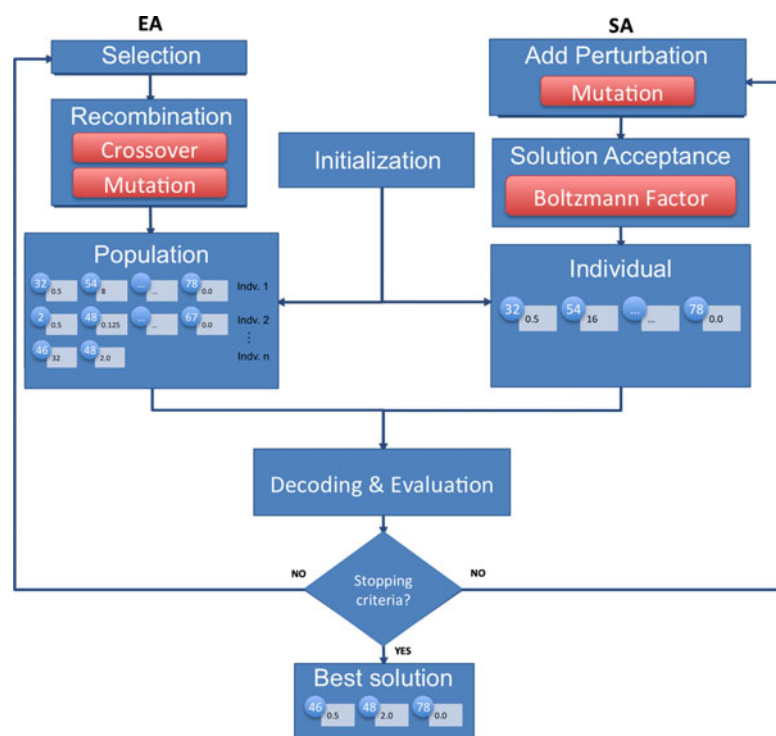 EA
Selection
Recombination
Crossover
Mutation
Population
32 0.5 54 8 ... ... 78 0.0 Indv. 1
2 0.5 48 0.125 ... ... 67 0.0 Indv. 2
⋮
46 32 48 2.0 Indv. n
Initialization
SA
Add Perturbation
Mutation
Solution Acceptance
Boltzmann Factor
Individual
32 0.5 54 16 ... ... 78 0.0
Decoding & Evaluation
NO
Stopping
criteria?
NO
YES
Best solution
46 0.5 48 2.0 78 0.0